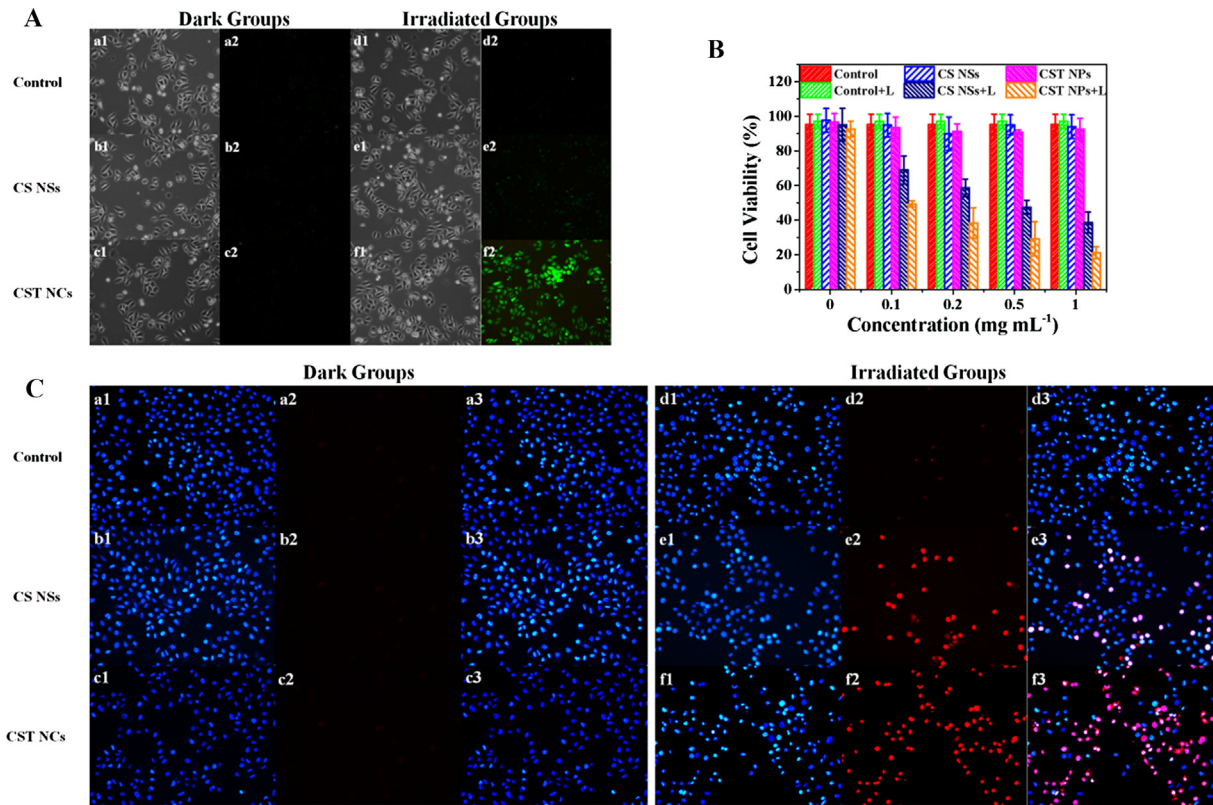 A
Dark Groups Irradiated Groups
a1 a2 d1 d2
Control
b1 b2 e1 e2
CS NSs
c1 c2 f1 f2
CST NCs
B
Control CS NSs CST NPs
Control+L CS NSs+L CST NPs+L
120
100
80
60
40
20
0
Cell Viability (%)
0 0.1 0.2 0.5 1
Concentration (mg mL⁻¹)
C
Dark Groups Irradiated Groups
a1 a2 a3 d1 d2 d3
Control
b1 b2 b3 e1 e2 e3
CS NSs
c1 c2 c3 f1 f2 f3
CST NCs